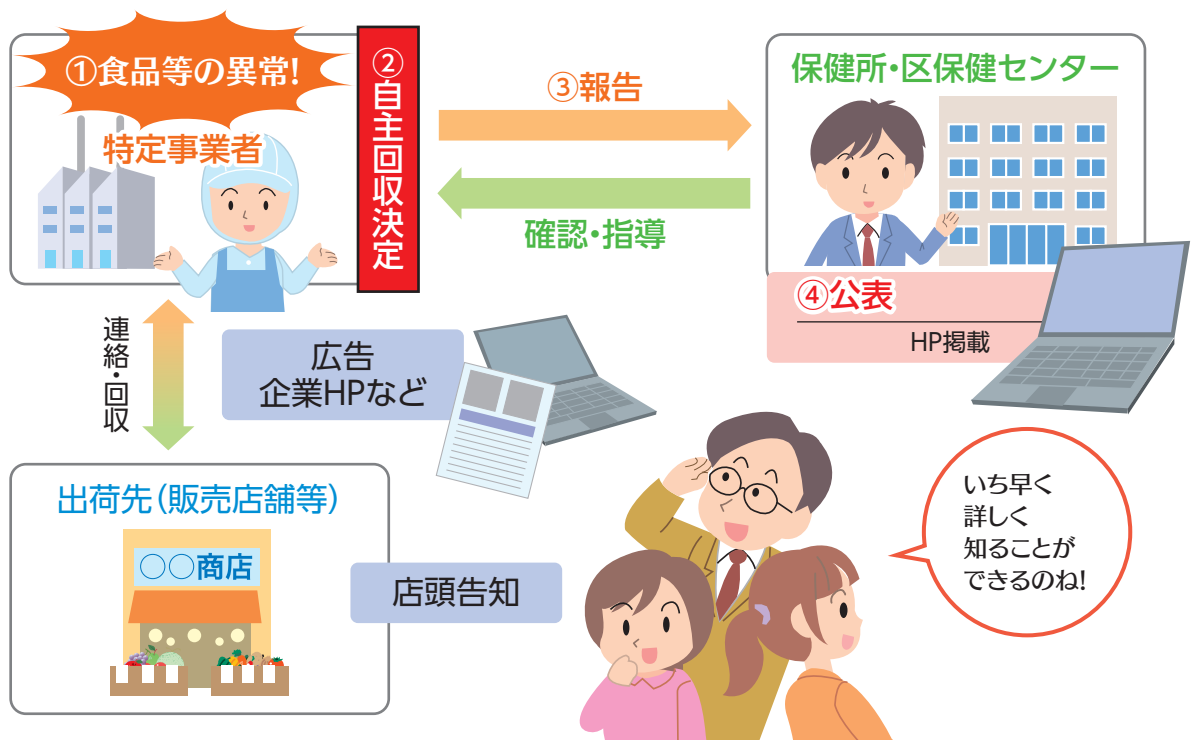 ①食品等の異常!
特定事業者
②自主回収決定
③報告
確認・指導
保健所・区保健センター
④公表
HP掲載
連絡・回収
広告
企業HPなど
出荷先（販売店舗等）
○○商店
店頭告知
いち早く
詳しく
知ることが
できるのね!